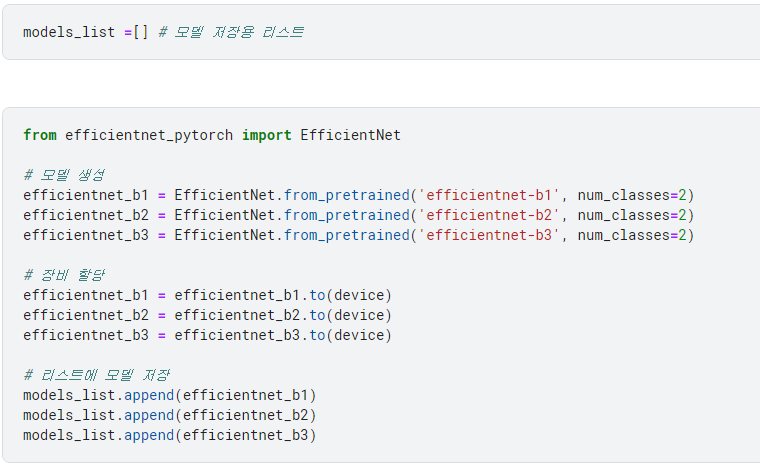 models_list =[] # 모델 저장용 리스트
from efficientnet_pytorch import EfficientNet
# 모델 생성
efficientnet_b1 = EfficientNet.from_pretrained('efficientnet-b1', num_classes=2)
efficientnet_b2 = EfficientNet.from_pretrained('efficientnet-b2', num_classes=2)
efficientnet_b3 = EfficientNet.from_pretrained('efficientnet-b3', num_classes=2)
# 장비 할당
efficientnet_b1 = efficientnet_b1.to(device)
efficientnet_b2 = efficientnet_b2.to(device)
efficientnet_b3 = efficientnet_b3.to(device)
# 리스트에 모델 저장
models_list.append(efficientnet_b1)
models_list.append(efficientnet_b2)
models_list.append(efficientnet_b3)